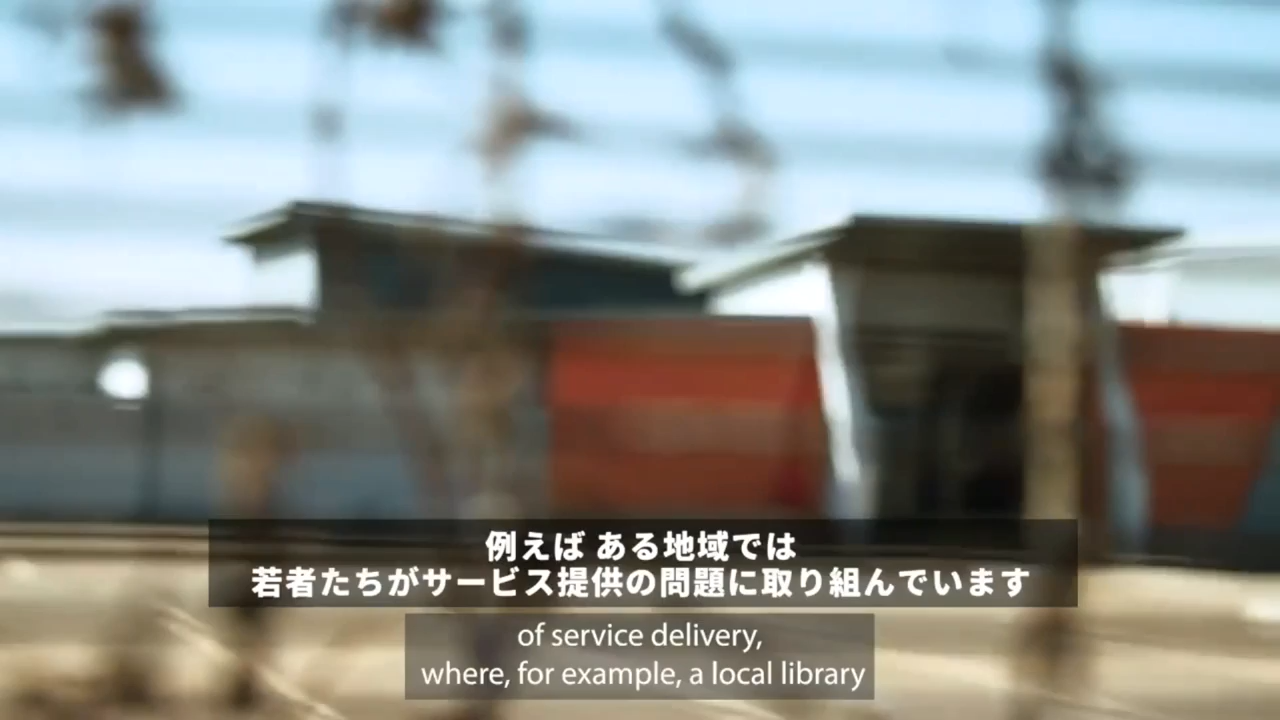 例えば ある地域では
若者たちがサービス提供の問題に取り組んでいます
of service delivery,
where, for example, a local library